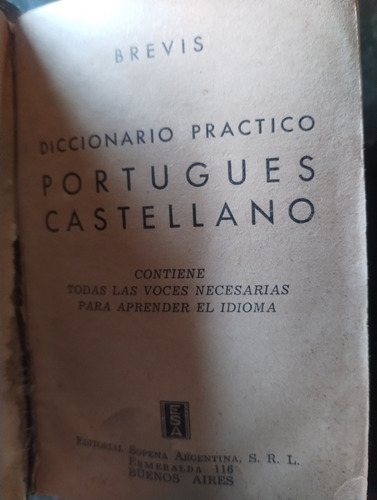 BREVIS
DICCIONARIO PRACTICO
PORTUGUES
CASTELLANO
CONTIENE
TODAS LAS VOCES NECESARIAS
PARA APRENDER EL IDIOMA
ESA
EDITORIAL SOPENA ARGENTINA, S. R. L.
ESMERALDA 116
BUENOS AIRES